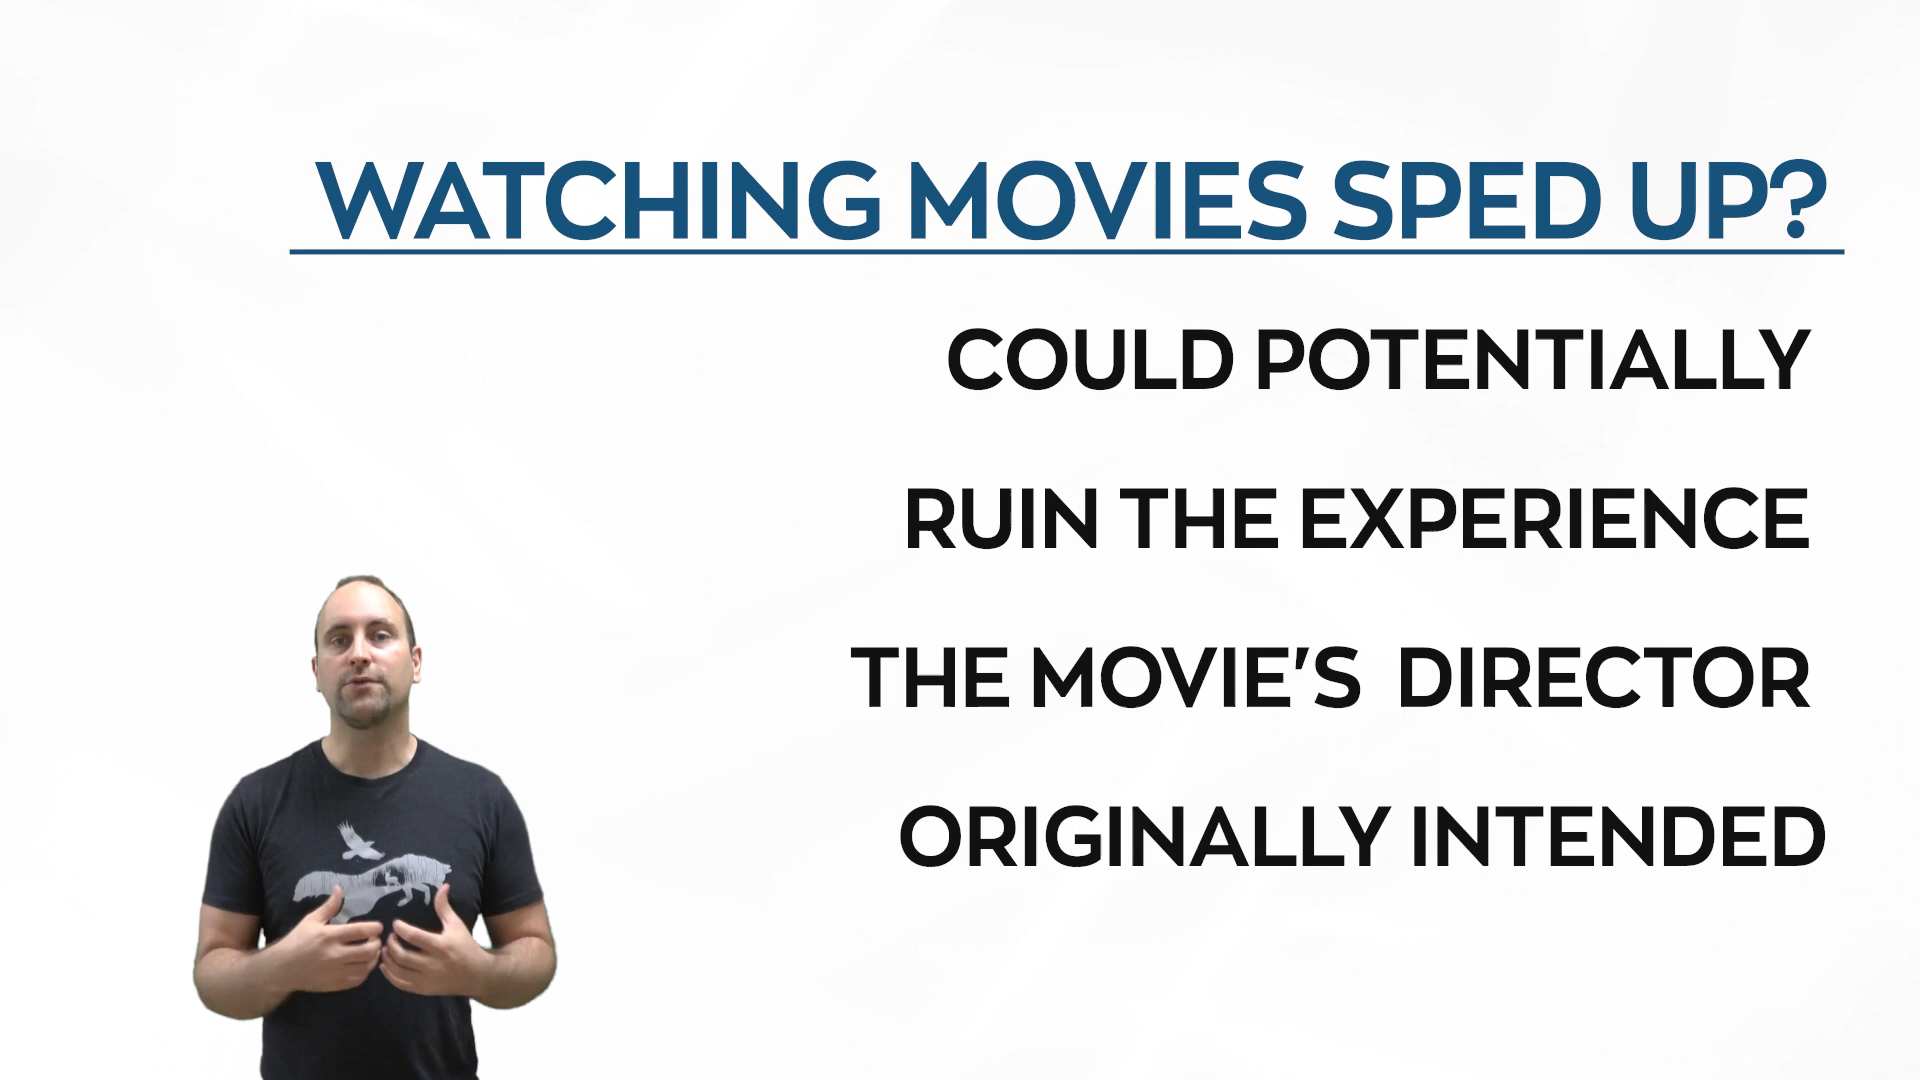 WATCHING MOVIES SPED UP?
COULD POTENTIALLY
RUIN THE EXPERIENCE
THE MOVIE'S DIRECTOR
ORIGINALLY INTENDED